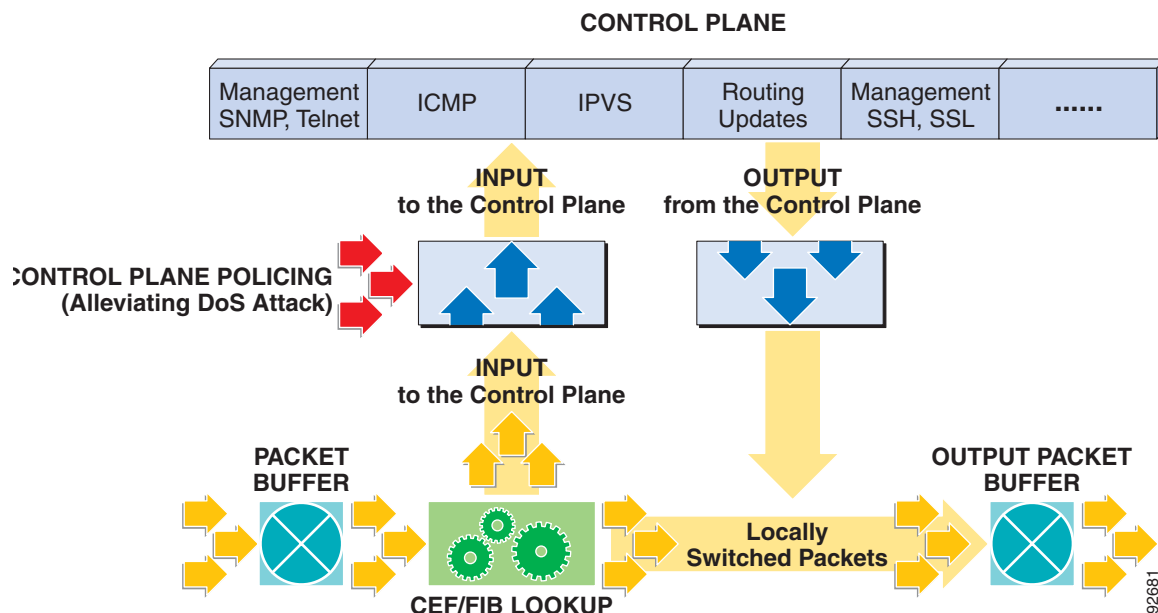 CONTROL PLANE
Management
SNMP, Telnet
ICMP
IPVS
Routing
Updates
Management
SSH, SSL
......
INPUT
to the Control Plane
OUTPUT
from the Control Plane
CONTROL PLANE POLICING
(Alleviating DoS Attack)
INPUT
to the Control Plane
PACKET
BUFFER
OUTPUT PACKET
BUFFER
Locally
Switched Packets
CEF/FIB LOOKUP
92681